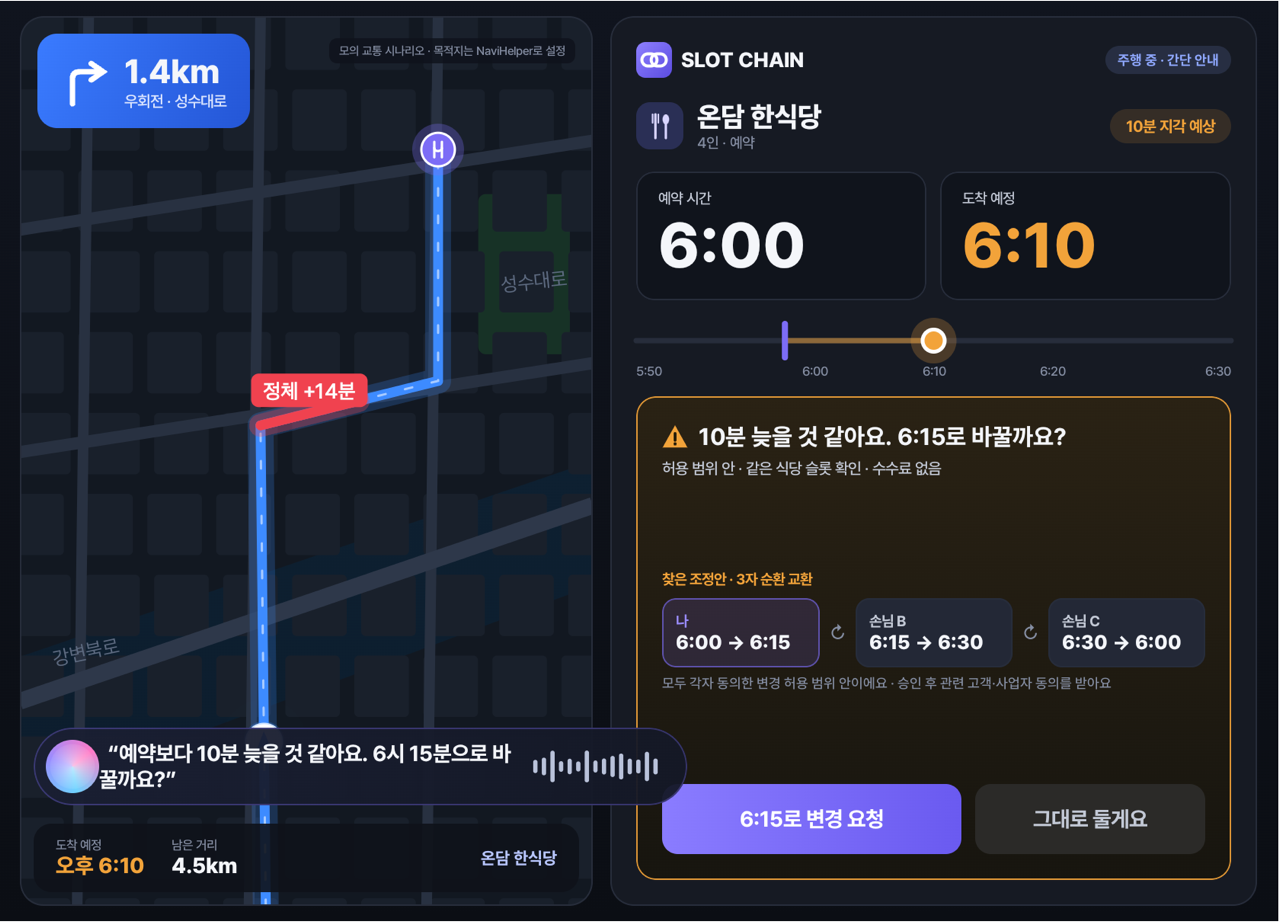 1.4km
우회전 · 성수대로
모의 교통 시나리오 · 목적지는 NaviHelper로 설정
H
성수대로
정체 +14분
강변북로
“예약보다 10분 늦을 것 같아요. 6시 15분으로 바
꿀까요?”
도착 예정
오후 6:10
남은 거리
4.5km
온담 한식당
SLOT CHAIN
주행 중 · 간단 안내
온담 한식당
4인 · 예약
10분 지각 예상
예약 시간
6:00
도착 예정
6:10
5:50 6:00 6:10 6:20 6:30
10분 늦을 것 같아요. 6:15로 바꿀까요?
허용 범위 안 · 같은 식당 슬롯 확인 · 수수료 없음
찾은 조정안 · 3자 순환 교환
나
6:00 → 6:15
손님 B
6:15 → 6:30
손님 C
6:30 → 6:00
모두 각자 동의한 변경 허용 범위 안이에요 · 승인 후 관련 고객·사업자 동의를 받아요
6:15로 변경 요청
그대로 둘게요